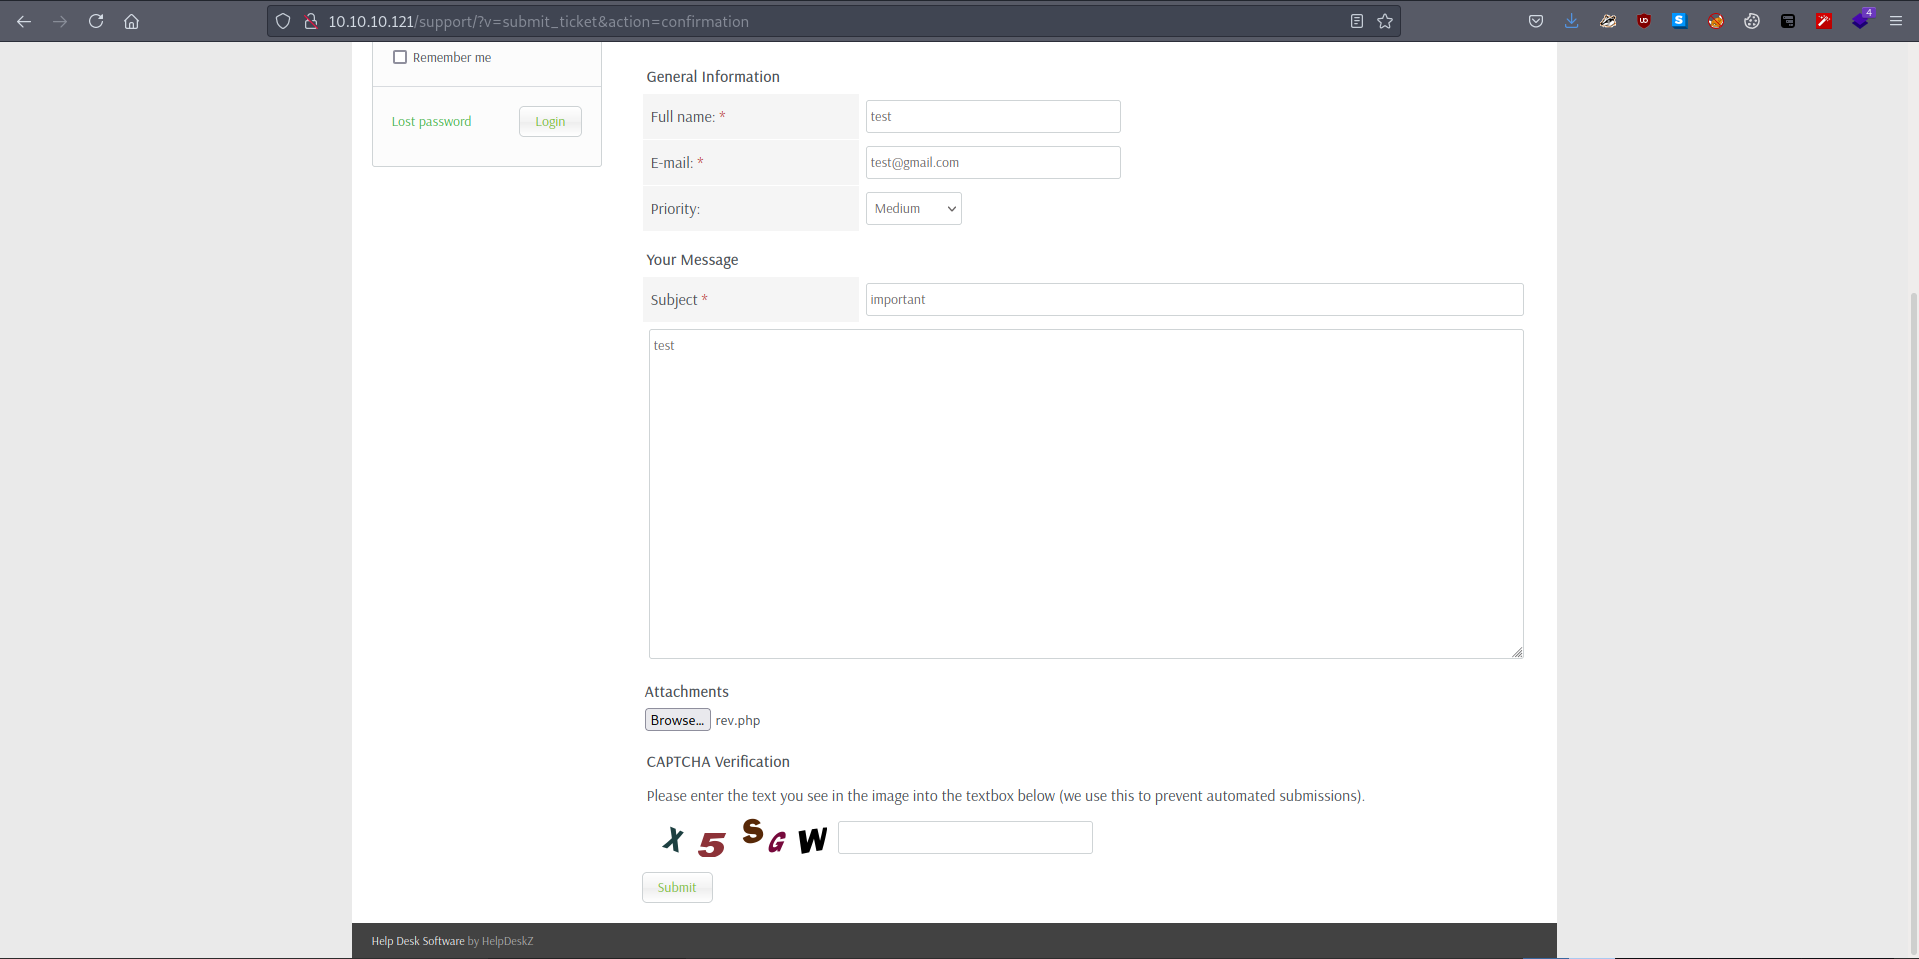 10.10.10.121/support/?v=submit_ticket&action=confirmation
4
Remember me
Lost password
Login
General Information
Full name: *
test
E-mail: *
test@gmail.com
Priority:
Medium
Your Message
Subject *
important
test
Attachments
Browse... rev.php
CAPTCHA Verification
Please enter the text you see in the image into the textbox below (we use this to prevent automated submissions).
X 5 S G W
Submit
Help Desk Software by HelpDeskZ